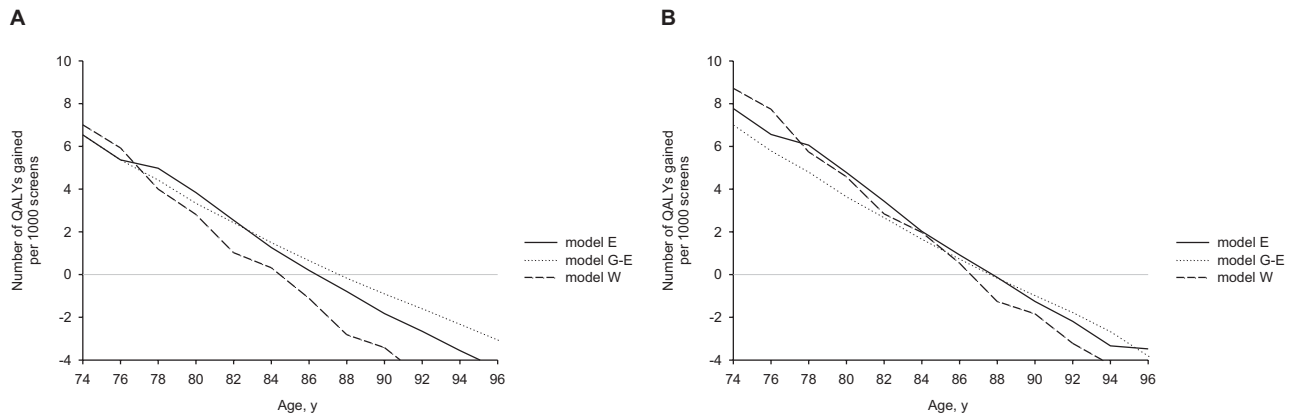 A
Number of QALYs gained
per 1000 screens
10
8
6
4
2
0
-2
-4
74 76 78 80 82 84 86 88 90 92 94 96
Age, y
model E
model G-E
model W
B
Number of QALYs gained
per 1000 screens
10
8
6
4
2
0
-2
-4
74 76 78 80 82 84 86 88 90 92 94 96
Age, y
model E
model G-E
model W